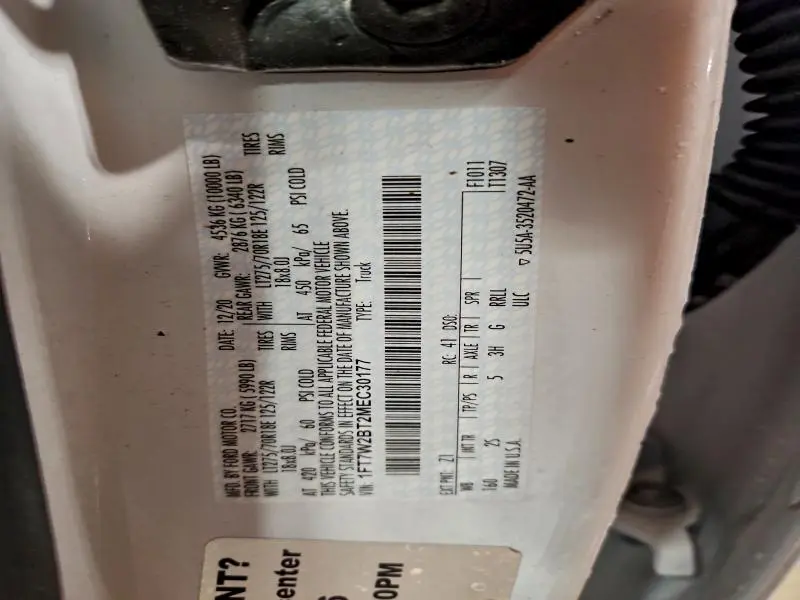 MFD. BY FORD MOTOR CO.
DATE: 12/20 GVWR: 4536 KG (10000 LB)
FRONT GAWR: 2717 KG (5990 LB)
REAR GAWR: 2876 KG (6340 LB)
WITH LT275/70R18E 125/122R TIRES
WITH LT275/70R18E 125/122R TIRES
18x8.0J RIMS
18x8.0J RIMS
AT 420 kPa/ 60 PSI COLD
AT 450 kPa/ 65 PSI COLD
THIS VEHICLE CONFORMS TO ALL APPLICABLE FEDERAL MOTOR VEHICLE
SAFETY STANDARDS IN EFFECT ON THE DATE OF MANUFACTURE SHOWN ABOVE.
VIN: 1FT7W2BT2MEC30177 TYPE: Truck
EXT PNT: Z1 RC: 41 DSO: F1011
WB INT TR TP/PS R AXLE TR SPR TT307
160 2S 5 3H G RRLL
MADE IN U.S.A. ULC ▽ 5U5A-3520472-AA
NT?
enter
0PM